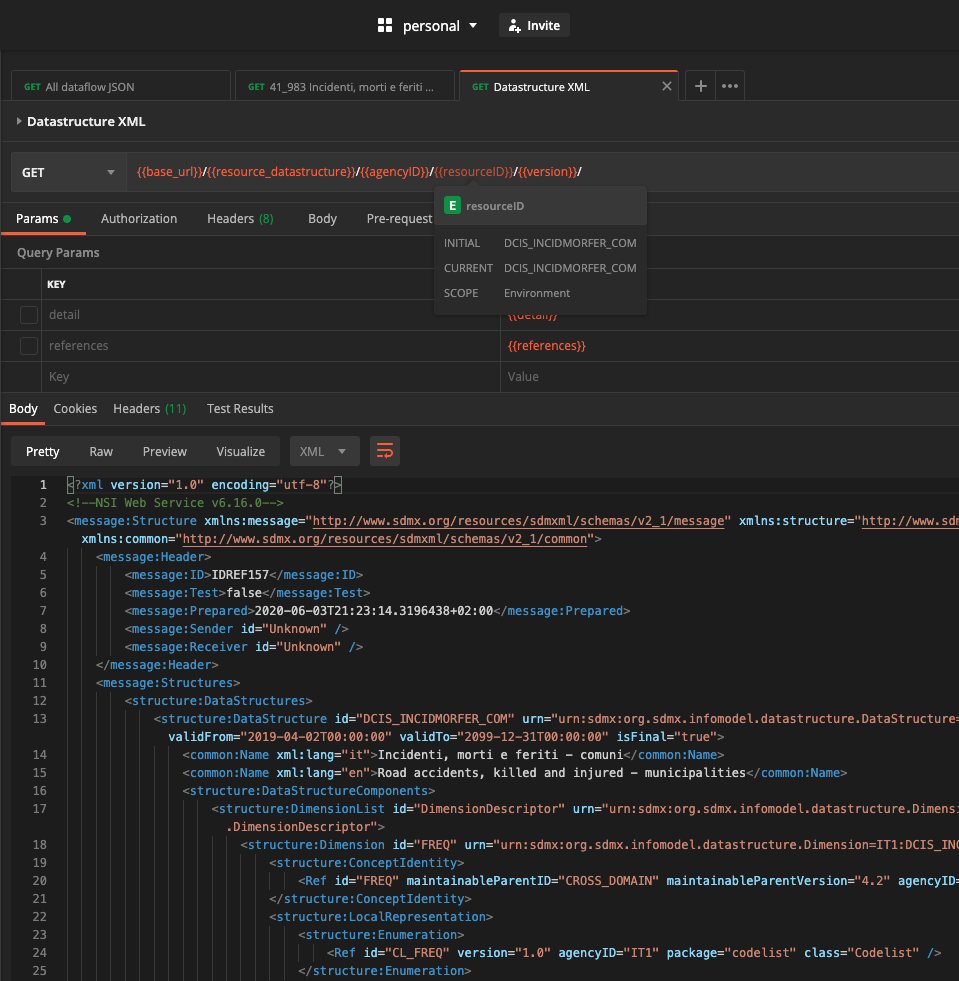 personal Invite
GET All dataflow JSON GET 41_983 Incidenti, morti e feriti ... GET Datastructure XML
Datastructure XML
GET {{base_url}}/{{resource_datastructure}}/{{agencyID}}/{{resourceID}}/{{version}}/
E resourceID
Params Authorization Headers (8) Body Pre-request
INITIAL DCIS_INCIDMORFER_COM
Query Params
CURRENT DCIS_INCIDMORFER_COM
KEY
SCOPE Environment
detail {{detail}}
references {{references}}
Key Value
Body Cookies Headers (11) Test Results
Pretty Raw Preview Visualize XML
1 <?xml version="1.0" encoding="utf-8"?>
2 <!--NSI Web Service v6.16.0-->
3 <message:Structure xmlns:message="http://www.sdmx.org/resources/sdmxml/schemas/v2_1/message" xmlns:structure="http://www.sdm
xmlns:common="http://www.sdmx.org/resources/sdmxml/schemas/v2_1/common">
4 <message:Header>
5 <message:ID>IDREF157</message:ID>
6 <message:Test>false</message:Test>
7 <message:Prepared>2020-06-03T21:23:14.3196438+02:00</message:Prepared>
8 <message:Sender id="Unknown" />
9 <message:Receiver id="Unknown" />
10 </message:Header>
11 <message:Structures>
12 <structure:DataStructures>
13 <structure:DataStructure id="DCIS_INCIDMORFER_COM" urn="urn:sdmx:org.sdmx.infomodel.datastructure.DataStructure=
validFrom="2019-04-02T00:00:00" validTo="2099-12-31T00:00:00" isFinal="true">
14 <common:Name xml:lang="it">Incidenti, morti e feriti - comuni</common:Name>
15 <common:Name xml:lang="en">Road accidents, killed and injured - municipalities</common:Name>
16 <structure:DataStructureComponents>
17 <structure:DimensionList id="DimensionDescriptor" urn="urn:sdmx:org.sdmx.infomodel.datastructure.Dimensi
.DimensionDescriptor">
18 <structure:Dimension id="FREQ" urn="urn:sdmx:org.sdmx.infomodel.datastructure.Dimension=IT1:DCIS_INC
19 <structure:ConceptIdentity>
20 <Ref id="FREQ" maintainableParentID="CROSS_DOMAIN" maintainableParentVersion="4.2" agencyID=
21 </structure:ConceptIdentity>
22 <structure:LocalRepresentation>
23 <structure:Enumeration>
24 <Ref id="CL_FREQ" version="1.0" agencyID="IT1" package="codelist" class="Codelist" />
25 </structure:Enumeration>